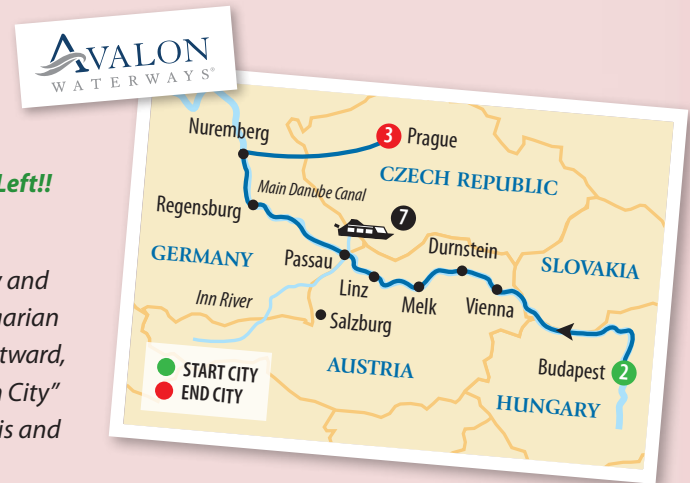 AVALON
WATERWAYS®
Left!!
y and
arian
tward,
City"
is and
Nuremberg
3 Prague
CZECH REPUBLIC
Main Danube Canal
Regensburg
7
GERMANY
Passau
Durnstein
SLOVAKIA
Inn River
Linz
Melk
Vienna
Salzburg
AUSTRIA
Budapest 2
HUNGARY
START CITY
END CITY